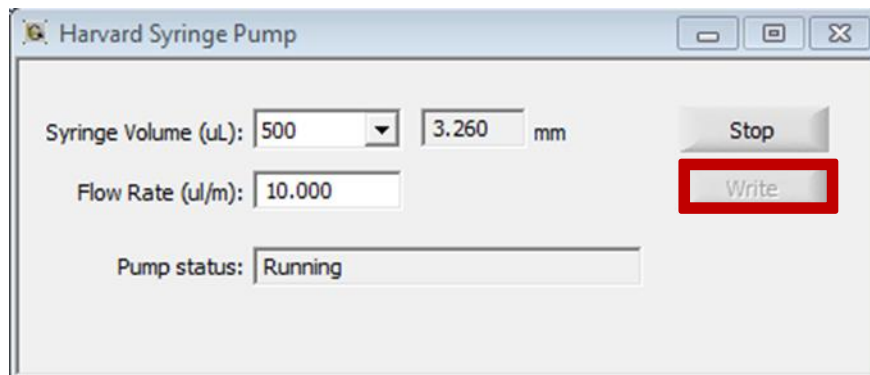 Harvard Syringe Pump
Syringe Volume (uL): 500 3.260 mm Stop
Flow Rate (ul/m): 10.000 Write
Pump status: Running